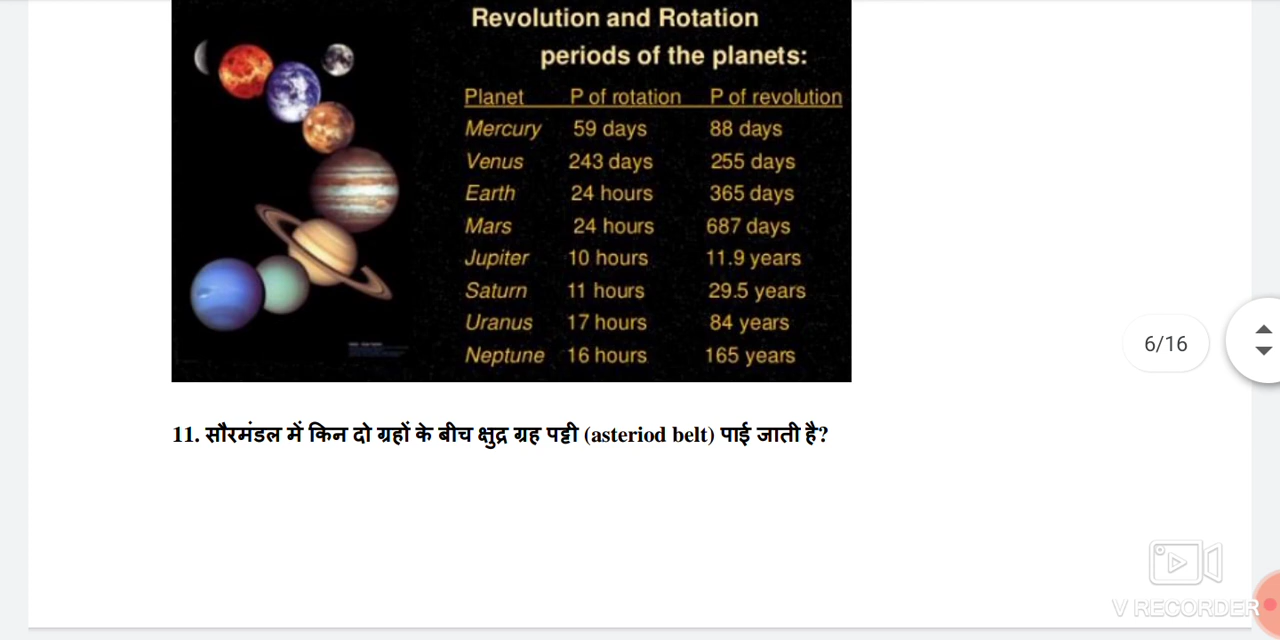 Revolution and Rotation
periods of the planets:
Planet P of rotation P of revolution
Mercury 59 days 88 days
Venus 243 days 255 days
Earth 24 hours 365 days
Mars 24 hours 687 days
Jupiter 10 hours 11.9 years
Saturn 11 hours 29.5 years
Uranus 17 hours 84 years
Neptune 16 hours 165 years
6/16
11. सौरमंडल में किन दो ग्रहों के बीच क्षुद्र ग्रह पट्टी (asteriod belt) पाई जाती है?
V RECORDER